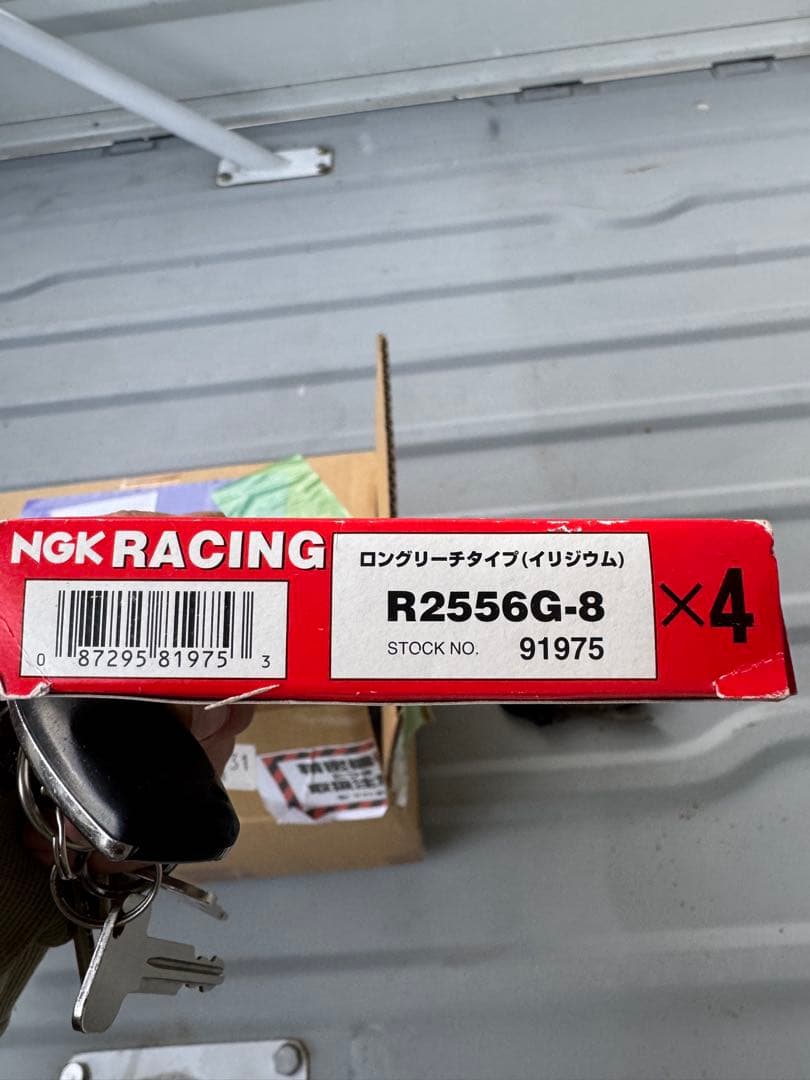 NGK RACING
ロングリーチタイプ(イリジウム)
R2556G-8
STOCK NO. 91975
×4
0 87295 81975 3
31